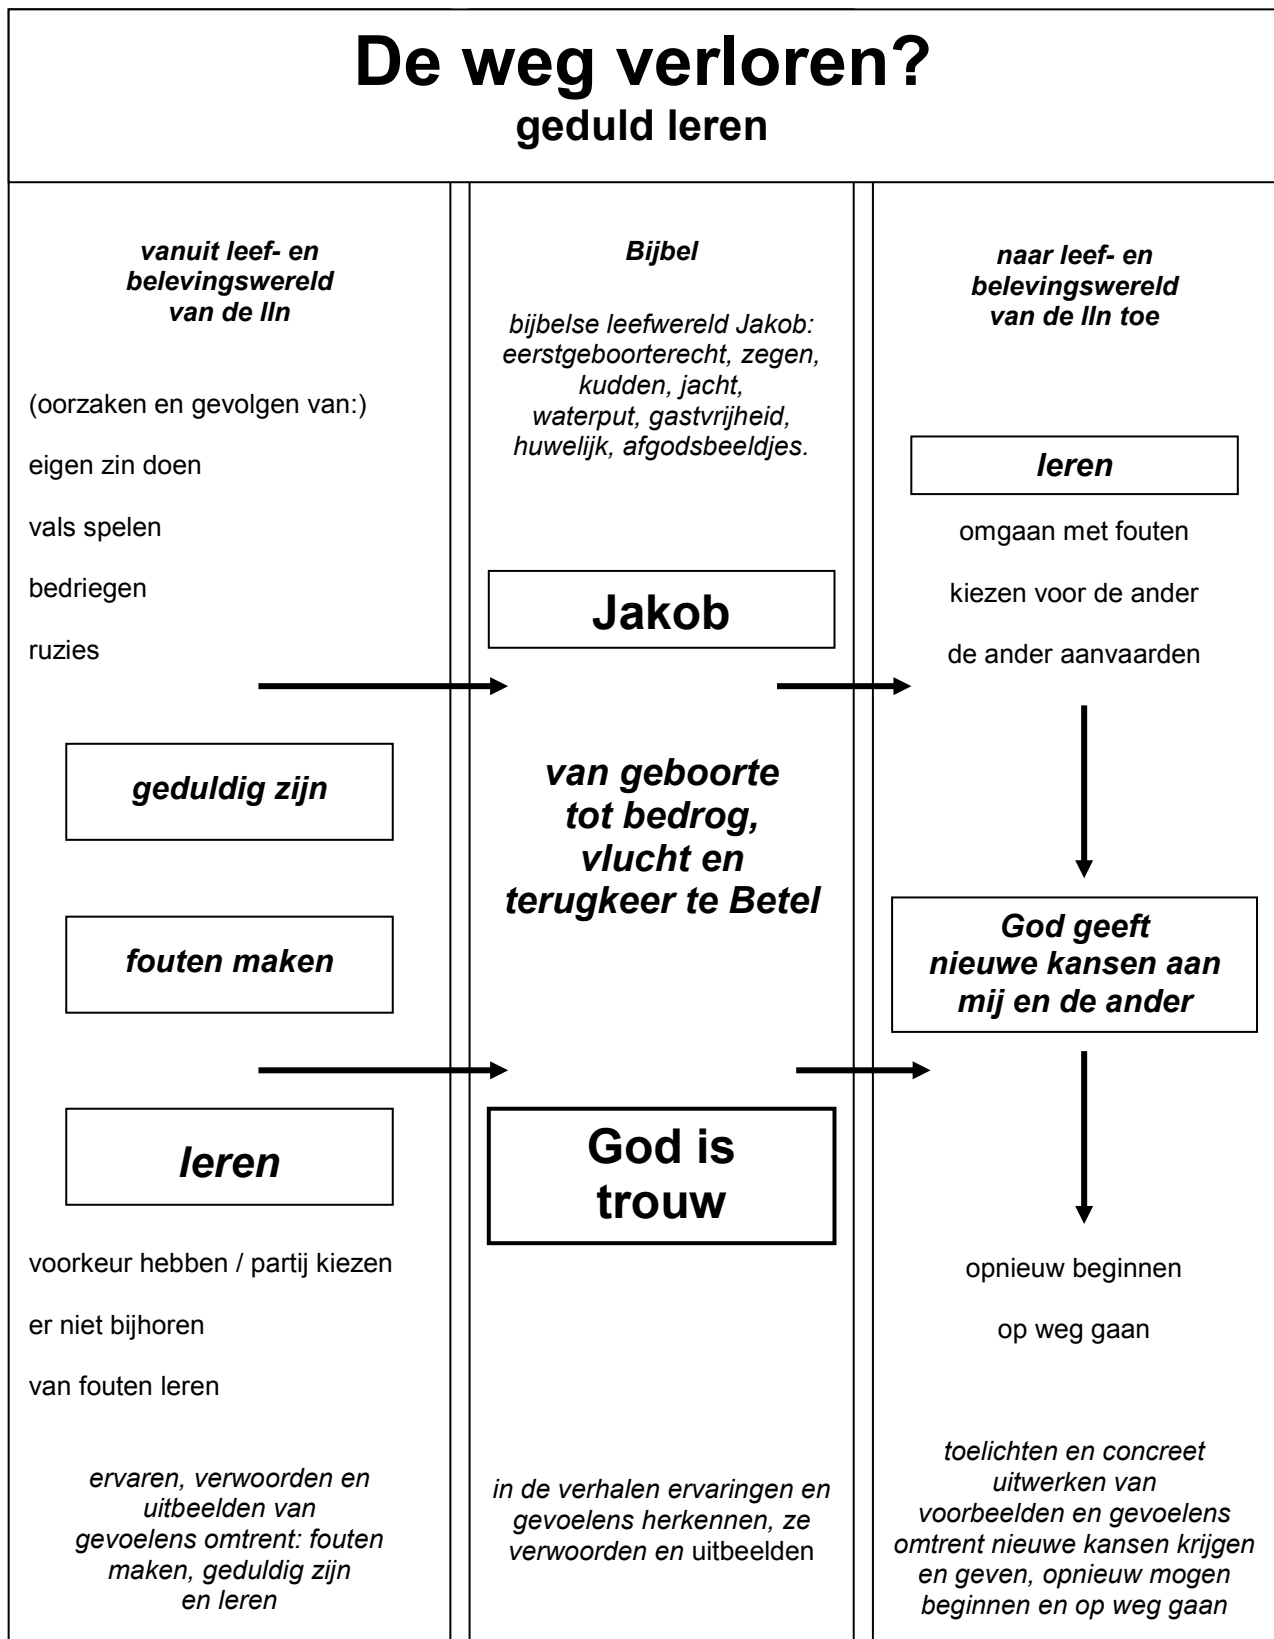 De weg verloren?
geduld leren
vanuit leef- en
belevingswereld
van de lln
(oorzaken en gevolgen van:)
eigen zin doen
vals spelen
bedriegen
ruzies
geduldig zijn
fouten maken
leren
voorkeur hebben / partij kiezen
er niet bijhoren
van fouten leren
ervaren, verwoorden en
uitbeelden van
gevoelens omtrent: fouten
maken, geduldig zijn
en leren
Bijbel
bijbelse leefwereld Jakob:
eerstgeboorterecht, zegen,
kudden, jacht,
waterput, gastvrijheid,
huwelijk, afgodsbeeldjes.
Jakob
van geboorte
tot bedrog,
vlucht en
terugkeer te Betel
God is
trouw
in de verhalen ervaringen en
gevoelens herkennen, ze
verwoorden en uitbeelden
naar leef- en
belevingswereld
van de lln toe
leren
omgaan met fouten
kiezen voor de ander
de ander aanvaarden
God geeft
nieuwe kansen aan
mij en de ander
opnieuw beginnen
op weg gaan
toelichten en concreet
uitwerken van
voorbeelden en gevoelens
omtrent nieuwe kansen krijgen
en geven, opnieuw mogen
beginnen en op weg gaan